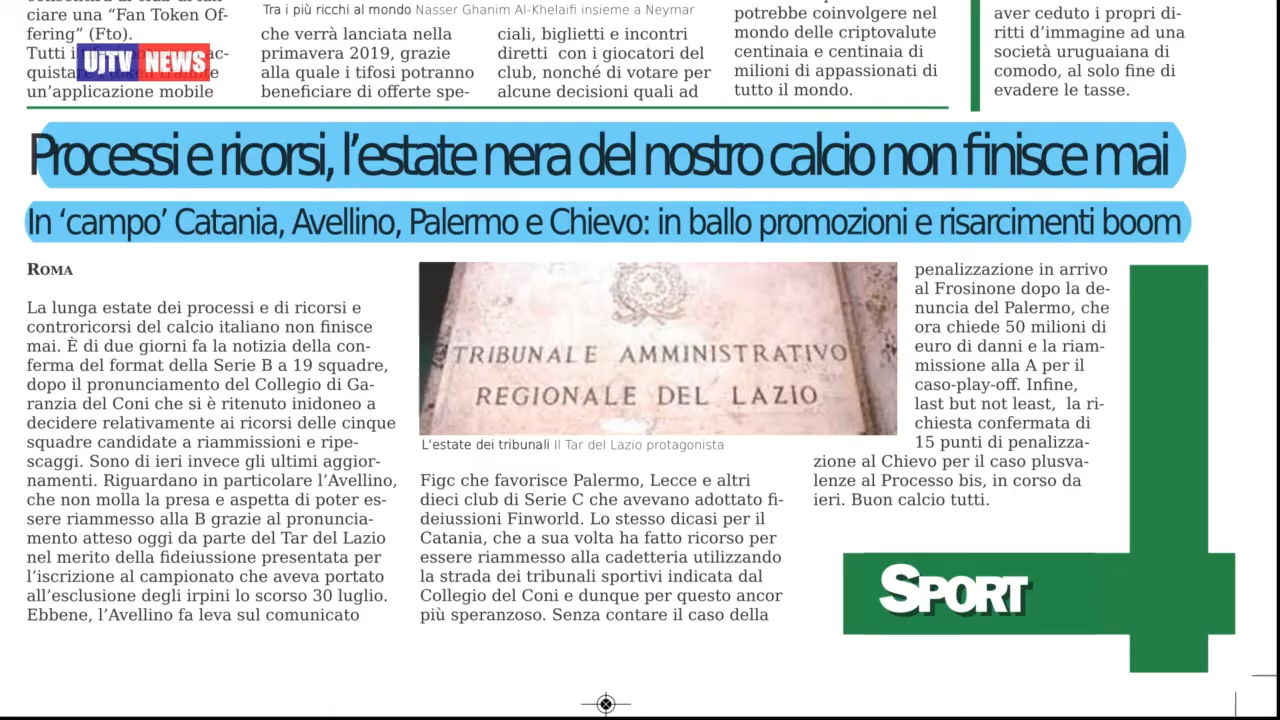 ciare una “Fan Token Of-
fering” (Fto).
Tutti i
quistare
un’applicazione mobile
UjTV NEWS
Tra i più ricchi al mondo Nasser Ghanim Al-Khelaifi insieme a Neymar
che verrà lanciata nella
primavera 2019, grazie
alla quale i tifosi potranno
beneficiare di offerte spe-
ciali, biglietti e incontri
diretti con i giocatori del
club, nonché di votare per
alcune decisioni quali ad
potrebbe coinvolgere nel
mondo delle criptovalute
centinaia e centinaia di
milioni di appassionati di
tutto il mondo.
aver ceduto i propri di-
ritti d’immagine ad una
società uruguaiana di
comodo, al solo fine di
evadere le tasse.
Processi e ricorsi, l’estate nera del nostro calcio non finisce mai
In ‘campo’ Catania, Avellino, Palermo e Chievo: in ballo promozioni e risarcimenti boom
ROMA
La lunga estate dei processi e di ricorsi e
controricorsi del calcio italiano non finisce
mai. È di due giorni fa la notizia della con-
ferma del format della Serie B a 19 squadre,
dopo il pronunciamento del Collegio di Ga-
ranzia del Coni che si è ritenuto inidoneo a
decidere relativamente ai ricorsi delle cinque
squadre candidate a riammissioni e ripe-
scaggi. Sono di ieri invece gli ultimi aggior-
namenti. Riguardano in particolare l’Avellino,
che non molla la presa e aspetta di poter es-
sere riammesso alla B grazie al pronuncia-
mento atteso oggi da parte del Tar del Lazio
nel merito della fideiussione presentata per
l’iscrizione al campionato che aveva portato
all’esclusione degli irpini lo scorso 30 luglio.
Ebbene, l’Avellino fa leva sul comunicato
TRIBUNALE AMMINISTRATIVO
REGIONALE DEL LAZIO
L’estate dei tribunali Il Tar del Lazio protagonista
Figc che favorisce Palermo, Lecce e altri
dieci club di Serie C che avevano adottato fi-
deiussioni Finworld. Lo stesso dicasi per il
Catania, che a sua volta ha fatto ricorso per
essere riammesso alla cadetteria utilizzando
la strada dei tribunali sportivi indicata dal
Collegio del Coni e dunque per questo ancor
più speranzoso. Senza contare il caso della
penalizzazione in arrivo
al Frosinone dopo la de-
nuncia del Palermo, che
ora chiede 50 milioni di
euro di danni e la riam-
missione alla A per il
caso-play-off. Infine,
last but not least, la ri-
chiesta confermata di
15 punti di penalizza-
zione al Chievo per il caso plusva-
lenze al Processo bis, in corso da
ieri. Buon calcio tutti.
SPORT